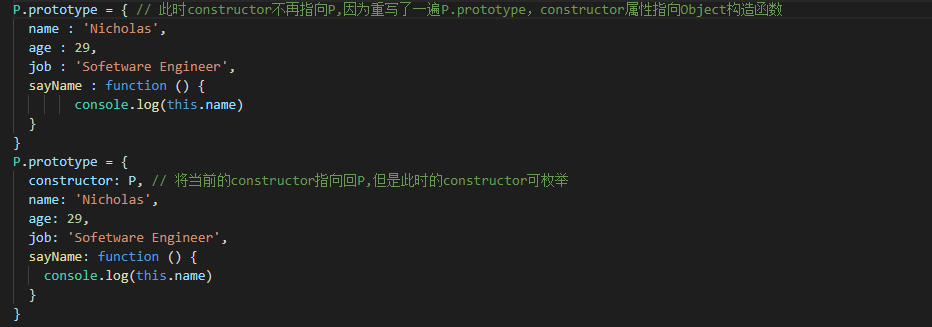 P.prototype = { // 此时constructor不再指向P,因为重写了一遍P.prototype，constructor属性指向Object构造函数
  name : 'Nicholas',
  age : 29,
  job : 'Sofetware Engineer',
  sayName : function () {
        console.log(this.name)
  }
}
P.prototype = {
  constructor: P, // 将当前的constructor指向回P,但是此时的constructor可枚举
  name: 'Nicholas',
  age: 29,
  job: 'Sofetware Engineer',
  sayName: function () {
    console.log(this.name)
  }
}